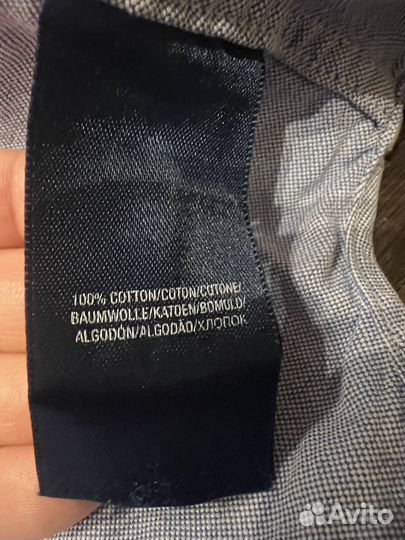 100% COTTON/COTON/COTONE/
BAUMWOLLE/KATOEN/BOMULD/
ALGODÓN/ALGODÃO/ХЛОПОК
Avito